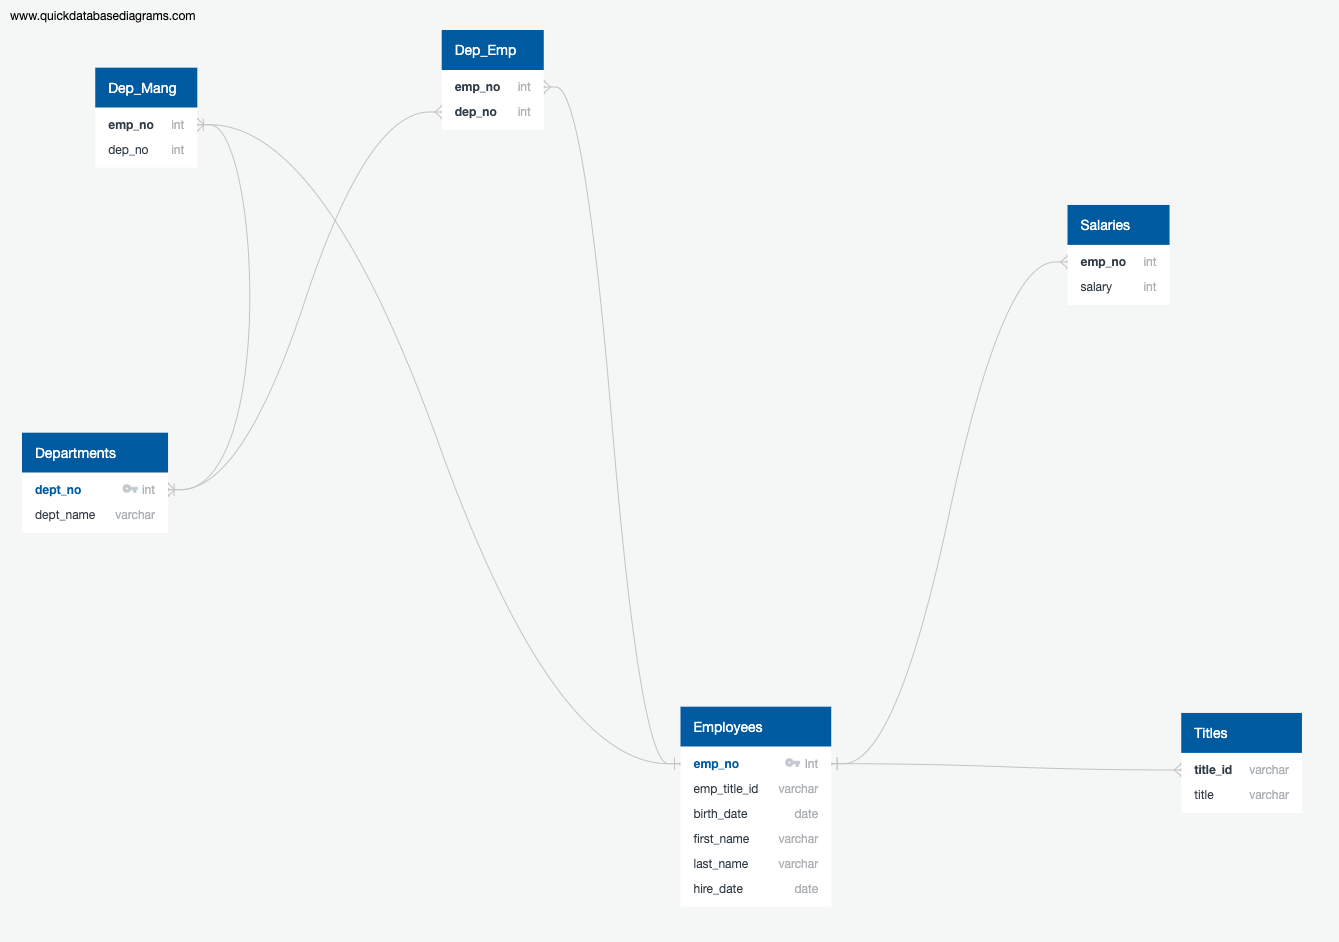 www.quickdatabasediagrams.com
Dep_Mang
emp_no int
dep_no int
Dep_Emp
emp_no int
dep_no int
Salaries
emp_no int
salary int
Departments
dept_no int
dept_name varchar
Employees
emp_no int
emp_title_id varchar
birth_date date
first_name varchar
last_name varchar
hire_date date
Titles
title_id varchar
title varchar